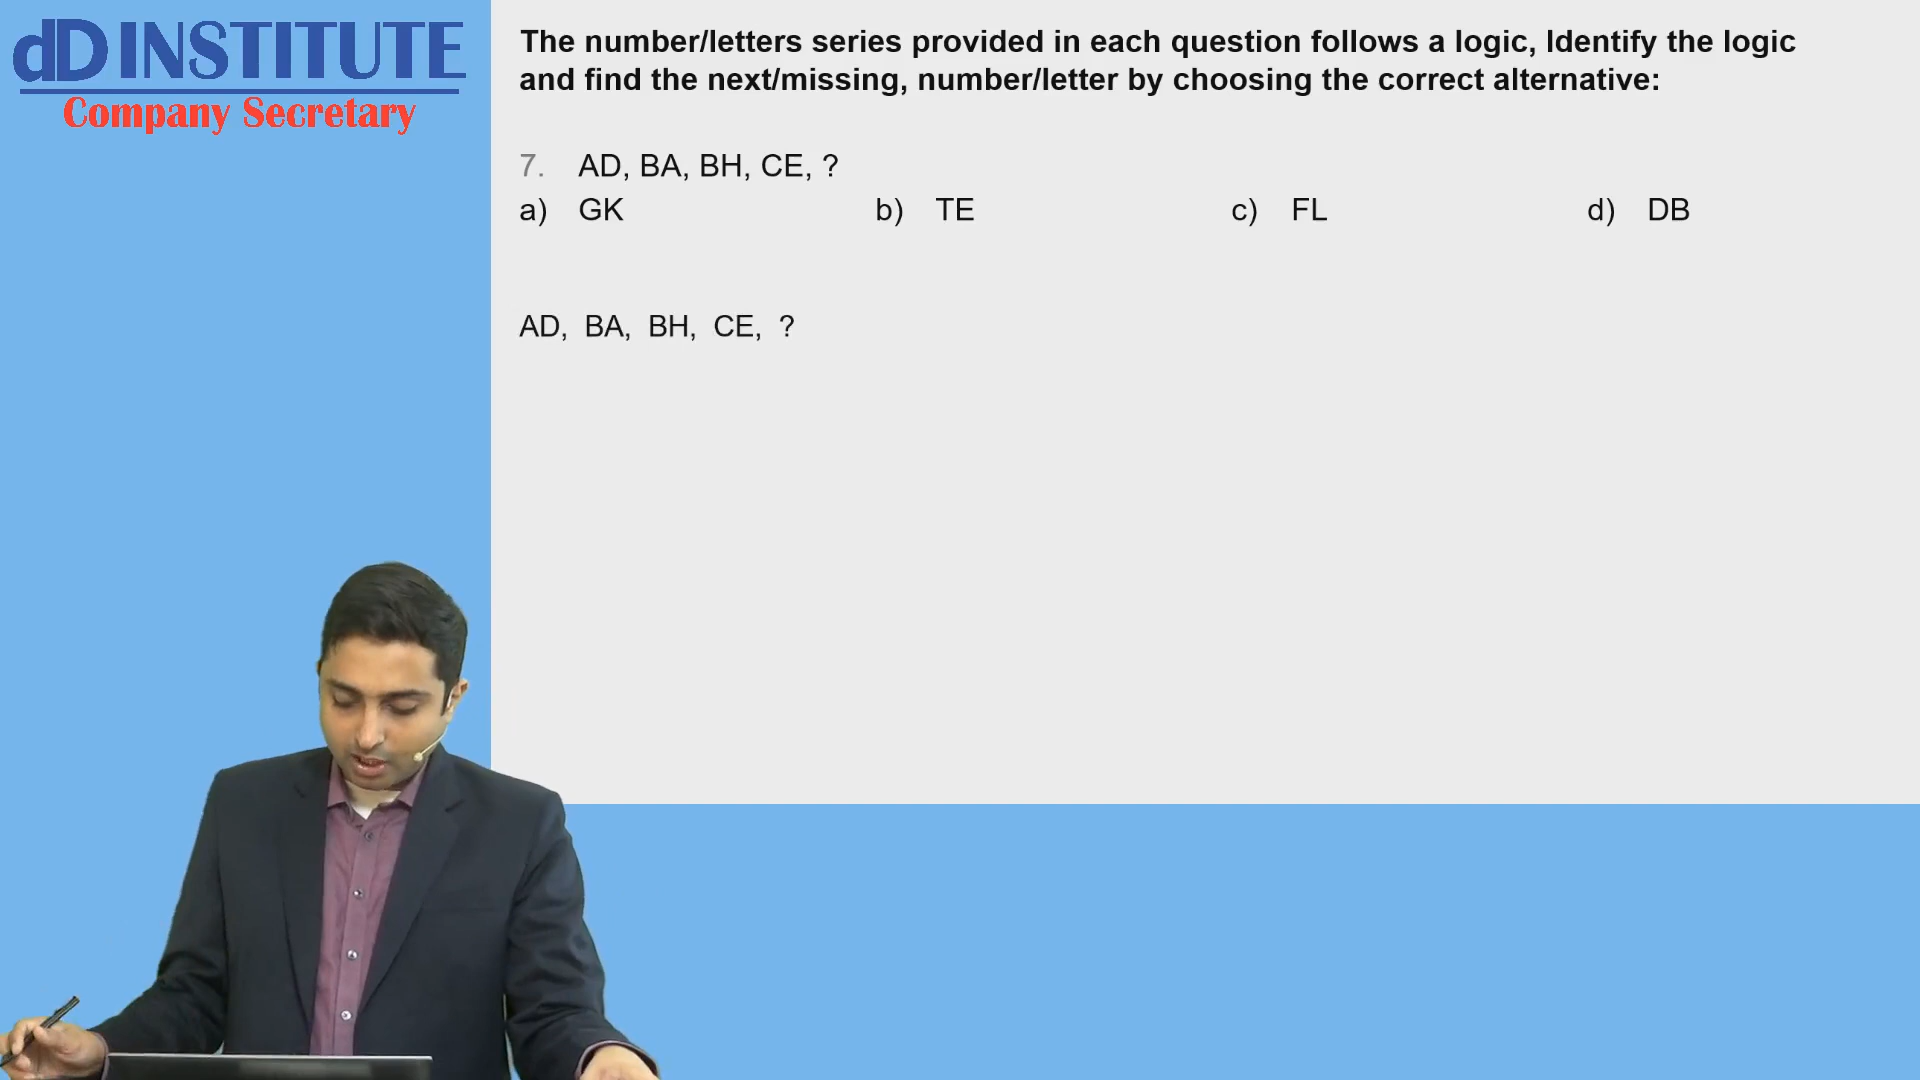 dD INSTITUTE
Company Secretary
The number/letters series provided in each question follows a logic, Identify the logic
and find the next/missing, number/letter by choosing the correct alternative:
7. AD, BA, BH, CE, ?
a) GK b) TE c) FL d) DB
AD, BA, BH, CE, ?